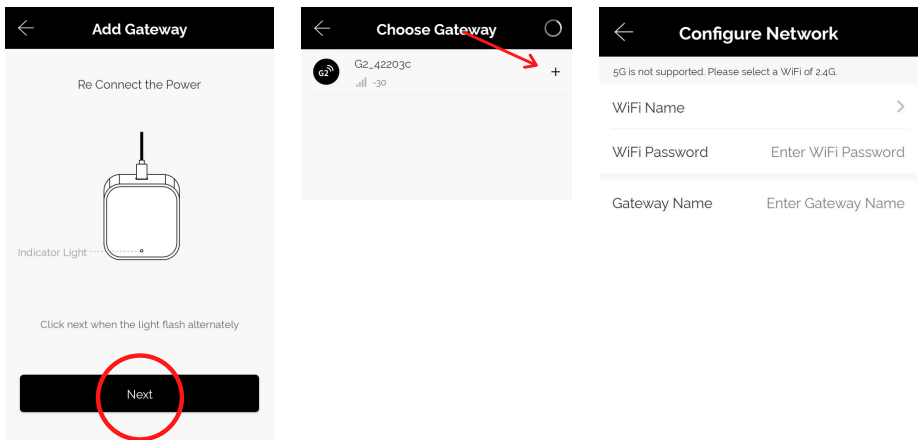 Add Gateway
Re Connect the Power
Indicator Light
Click next when the light flash alternately
Next
Choose Gateway
G2
G2_42203c
-30
+
Configure Network
5G is not supported. Please select a WiFi of 2.4G.
WiFi Name
WiFi Password Enter WiFi Password
Gateway Name Enter Gateway Name